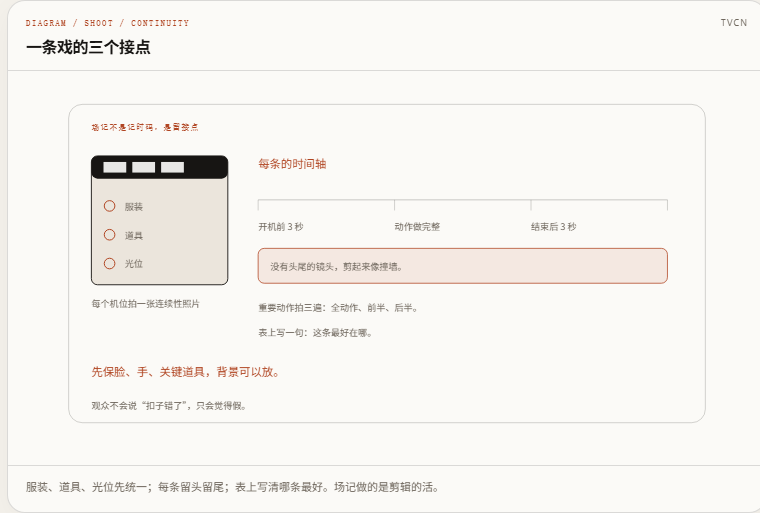 DIAGRAM / SHOOT / CONTINUITY
TVCN
一条戏的三个接点
场记不是记时码，是看接点
每条的时间轴
服装
道具
光位
开机前 3 秒
动作做完整
结束后 3 秒
没有头尾的镜头，剪起来像撞墙。
每个机位拍一张连续性照片
重要动作拍三遍：全动作、前半、后半。
表上写一句：这条最好在哪。
先保脸、手、关键道具，背景可以放。
观众不会说“扣子错了”，只会觉得假。
服装、道具、光位先统一；每条留头留尾；表上写清哪条最好。场记做的是剪辑的活。